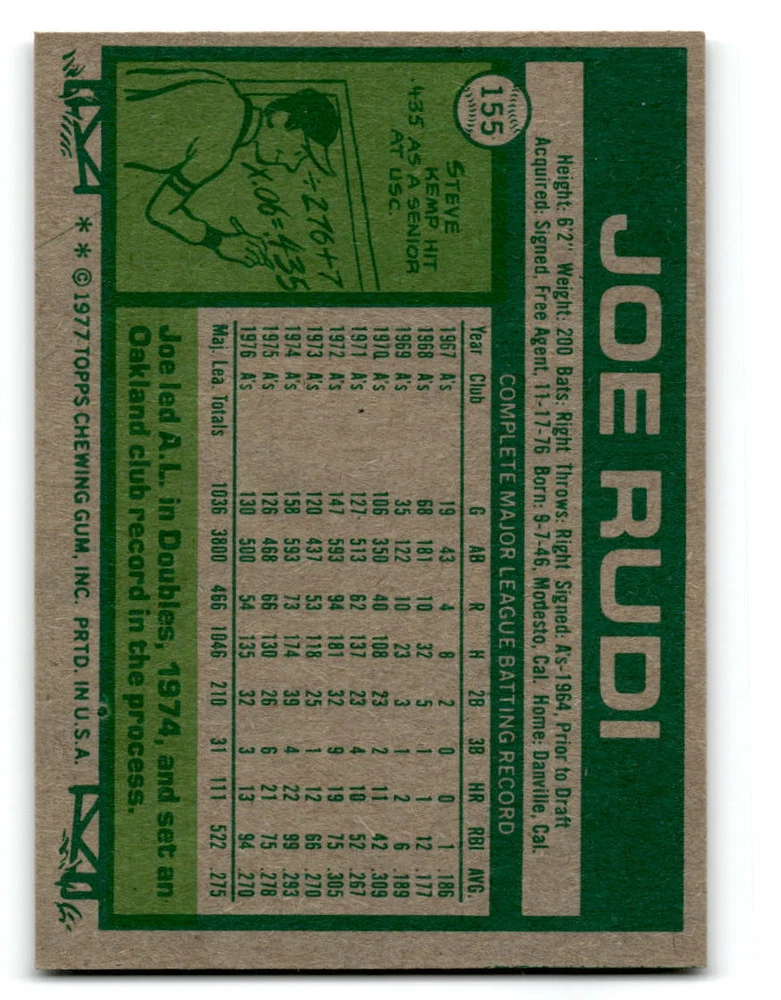 155
JOE RUDI
Height: 6'2" Weight: 200 Bats: Right Throws: Right Signed: A's-1964, Prior to Draft
Acquired: Signed, Free Agent, 11-17-76 Born: 9-7-46, Modesto, Cal. Home: Danville, Cal.
STEVE
KEMP HIT
.435 AS A SENIOR
AT USC.
÷276+7
x.06=435
COMPLETE MAJOR LEAGUE BATTING RECORD
Year Club G AB R H 2B 3B HR RBI AVG.
1967 A's 19 43 4 8 2 0 0 1 .186
1968 A's 68 181 10 32 5 1 1 12 .177
1969 A's 35 122 10 23 3 1 2 6 .189
1970 A's 106 350 40 108 23 2 11 42 .309
1971 A's 127 513 62 137 23 4 10 52 .267
1972 A's 147 593 94 181 32 9 19 75 .305
1973 A's 120 437 53 118 25 1 12 66 .270
1974 A's 158 593 73 174 39 4 22 99 .293
1975 A's 126 468 66 130 26 6 21 75 .278
1976 A's 130 500 54 135 32 3 13 94 .270
Maj. Lea. Totals 1036 3800 466 1046 210 31 111 522 .275
Joe led A.L. in Doubles, 1974, and set an
Oakland club record in the process.
* * © 1977 TOPPS CHEWING GUM, INC. PRTD. IN U.S.A.